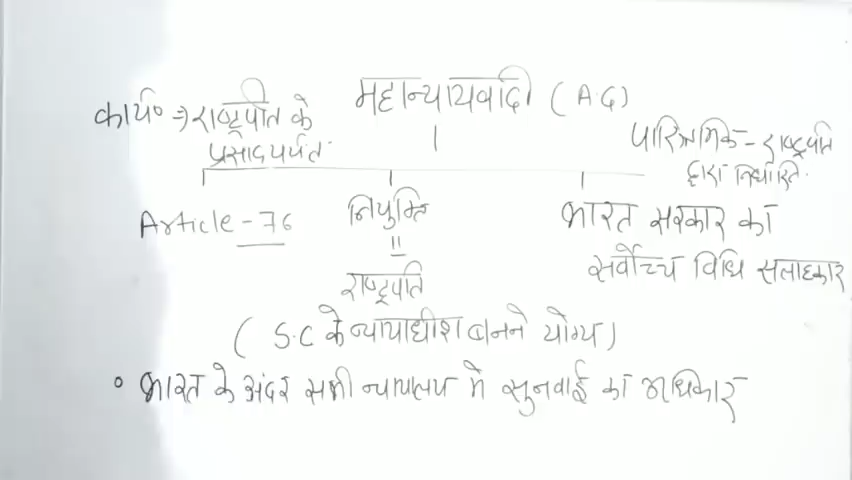 महान्यायवादी (A.G)
कार्य० ⇒ राष्ट्रपति के
प्रसादपर्यंत
पारिश्रमिक - राष्ट्रपति
द्वारा निर्धारित.
Article - 76
नियुक्ति
||
राष्ट्रपति
भारत सरकार का
सर्वोच्च विधि सलाहकार
( S.C के न्यायाधीश बनने योग्य )
• भारत के अंदर सभी न्यायालय मे सुनवाई का अधिकार